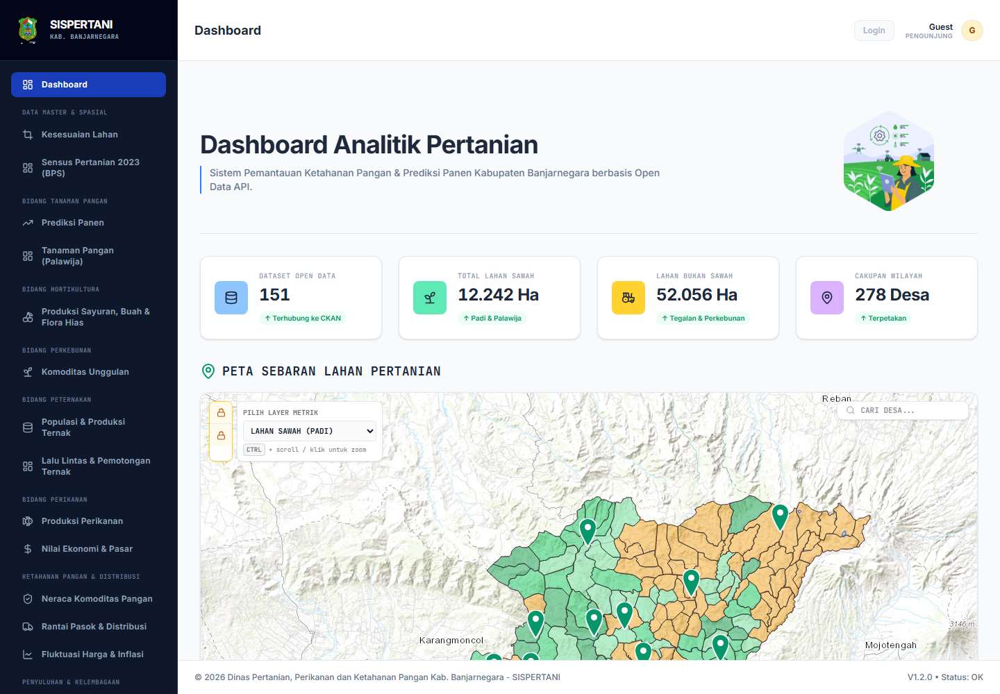 SISPERTANI
KAB. BANJARNEGARA
Dashboard
DATA MASTER & SPASIAL
Kesesuaian Lahan
Sensus Pertanian 2023
(BPS)
BIDANG TANAMAN PANGAN
Prediksi Panen
Tanaman Pangan
(Palawija)
BIDANG HORTIKULTURA
Produksi Sayuran, Buah &
Flora Hias
BIDANG PERKEBUNAN
Komoditas Unggulan
BIDANG PETERNAKAN
Populasi & Produksi
Ternak
Lalu Lintas & Pemotongan
Ternak
BIDANG PERIKANAN
Produksi Perikanan
Nilai Ekonomi & Pasar
KETAHANAN PANGAN & DISTRIBUSI
Neraca Komoditas Pangan
Rantai Pasok & Distribusi
Fluktuasi Harga & Inflasi
PENYULUHAN & KELEMBAGAAN
Dashboard
Login
Guest
PENGUNJUNG
G
Dashboard Analitik Pertanian
Sistem Pemantauan Ketahanan Pangan & Prediksi Panen Kabupaten Banjarnegara berbasis Open
Data API.
DATASET OPEN DATA
151
↑ Terhubung ke CKAN
TOTAL LAHAN SAWAH
12.242 Ha
↑ Padi & Palawija
LAHAN BUKAN SAWAH
52.056 Ha
↑ Tegalan & Perkebunan
CAKUPAN WILAYAH
278 Desa
↑ Terpetakan
PETA SEBARAN LAHAN PERTANIAN
PILIH LAYER METRIK
LAHAN SAWAH (PADI)
CTRL + scroll / klik untuk zoom
Reban
CARI DESA...
Karangmoncol
3146 m
Mojotengah
© 2026 Dinas Pertanian, Perikanan dan Ketahanan Pangan Kab. Banjarnegara - SISPERTANI
V1.2.0 • Status: OK